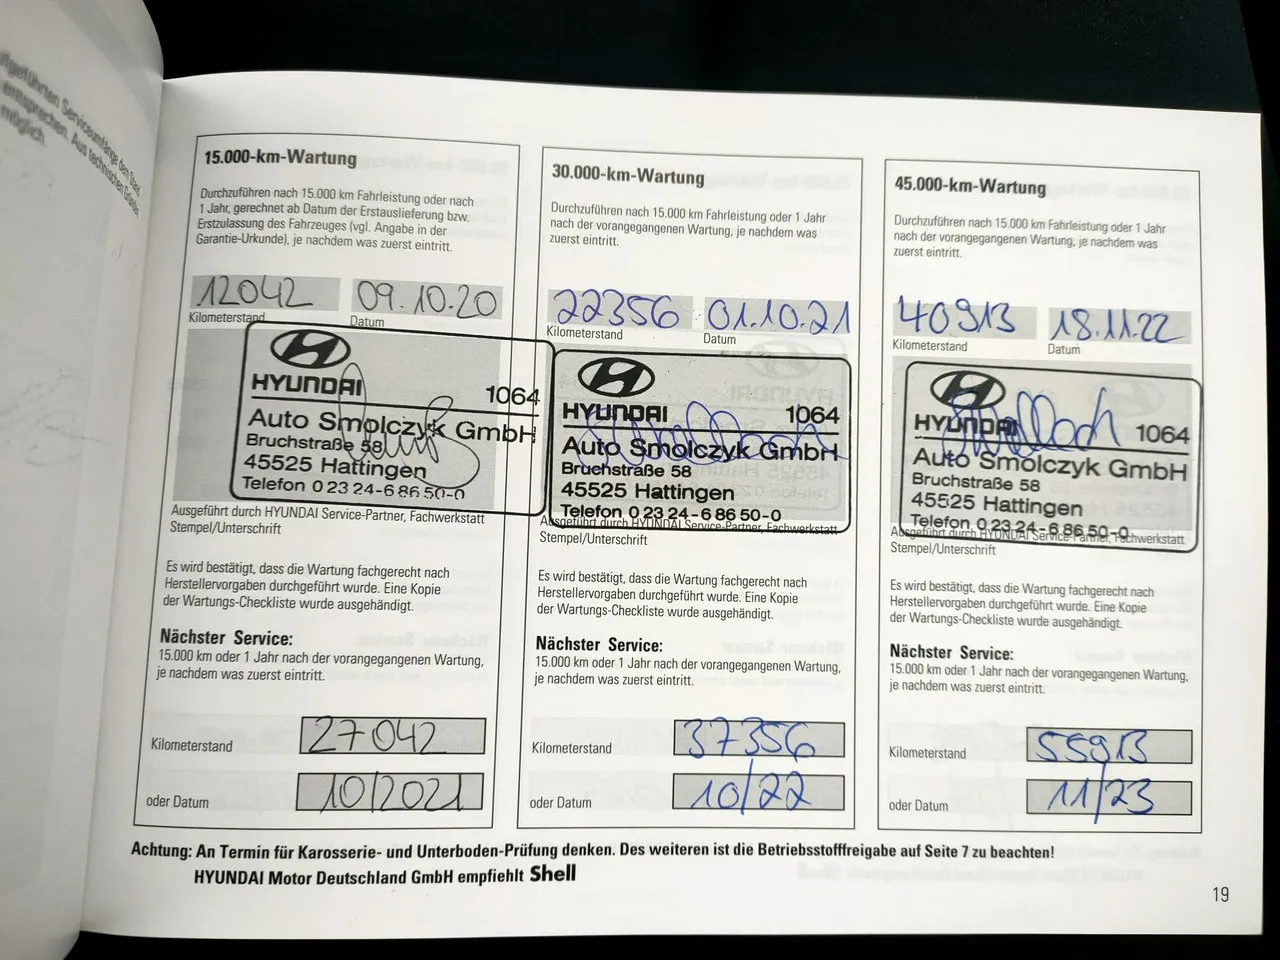 ufgeführten Serviceumfänge dem Stand
entsprechen. Aus technischen Gründen
möglich.
15.000-km-Wartung
Durchzuführen nach 15.000 km Fahrleistung oder nach
1 Jahr, gerechnet ab Datum der Erstauslieferung bzw.
Erstzulassung des Fahrzeuges (vgl. Angabe in der
Garantie-Urkunde), je nachdem was zuerst eintritt.
12042 09.10.20
Kilometerstand Datum
HYUNDAI 1064
Auto Smolczyk GmbH
Bruchstraße 58
45525 Hattingen
Telefon 0 23 24-6 86 50-0
Ausgeführt durch HYUNDAI Service-Partner, Fachwerkstatt
Stempel/Unterschrift
Es wird bestätigt, dass die Wartung fachgerecht nach
Herstellervorgaben durchgeführt wurde. Eine Kopie
der Wartungs-Checkliste wurde ausgehändigt.
Nächster Service:
15.000 km oder 1 Jahr nach der vorangegangenen Wartung,
je nachdem was zuerst eintritt.
Kilometerstand 27042
oder Datum 10/2021
30.000-km-Wartung
Durchzuführen nach 15.000 km Fahrleistung oder 1 Jahr
nach der vorangegangenen Wartung, je nachdem was
zuerst eintritt.
22356 01.10.21
Kilometerstand Datum
HYUNDAI 1064
Auto Smolczyk GmbH
Bruchstraße 58
45525 Hattingen
Telefon 0 23 24-6 86 50-0
Ausgeführt durch HYUNDAI Service-Partner, Fachwerkstatt
Stempel/Unterschrift
Es wird bestätigt, dass die Wartung fachgerecht nach
Herstellervorgaben durchgeführt wurde. Eine Kopie
der Wartungs-Checkliste wurde ausgehändigt.
Nächster Service:
15.000 km oder 1 Jahr nach der vorangegangenen Wartung,
je nachdem was zuerst eintritt.
Kilometerstand 37356
oder Datum 10/22
45.000-km-Wartung
Durchzuführen nach 15.000 km Fahrleistung oder 1 Jahr
nach der vorangegangenen Wartung, je nachdem was
zuerst eintritt.
40913 18.11.22
Kilometerstand Datum
HYUNDAI 1064
Auto Smolczyk GmbH
Bruchstraße 58
45525 Hattingen
Telefon 0 23 24-6 86 50-0
Ausgeführt durch HYUNDAI Service-Partner, Fachwerkstatt
Stempel/Unterschrift
Es wird bestätigt, dass die Wartung fachgerecht nach
Herstellervorgaben durchgeführt wurde. Eine Kopie
der Wartungs-Checkliste wurde ausgehändigt.
Nächster Service:
15.000 km oder 1 Jahr nach der vorangegangenen Wartung,
je nachdem was zuerst eintritt.
Kilometerstand 55913
oder Datum 11/23
Achtung: An Termin für Karosserie- und Unterboden-Prüfung denken. Des weiteren ist die Betriebsstofffreigabe auf Seite 7 zu beachten!
HYUNDAI Motor Deutschland GmbH empfiehlt Shell
19